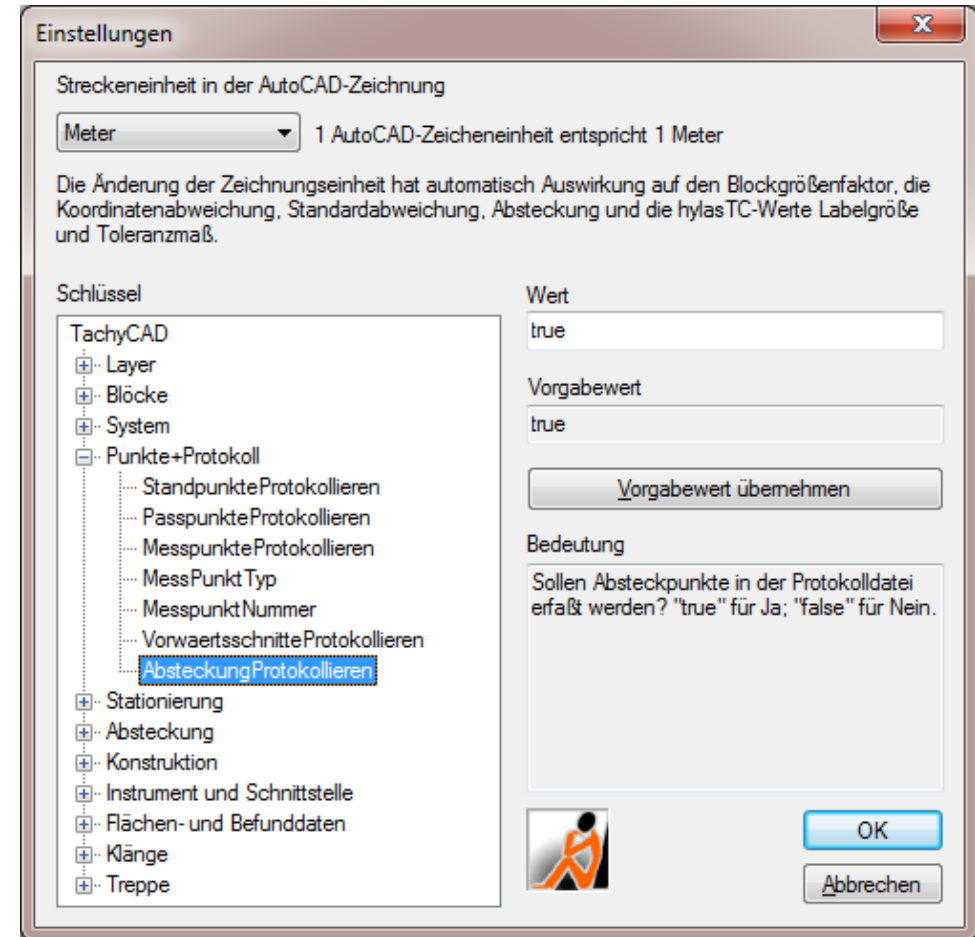 Einstellungen
Streckeneinheit in der AutoCAD-Zeichnung
Meter
1 AutoCAD-Zeicheneinheit entspricht 1 Meter
Die Änderung der Zeichnungseinheit hat automatisch Auswirkung auf den Blockgrößenfaktor, die
Koordinatenabweichung, Standardabweichung, Absteckung und die hylasTC-Werte Labelgröße
und Toleranzmaß.
Schlüssel
TachyCAD
Layer
Blöcke
System
Punkte+Protokoll
StandpunkteProtokollieren
PasspunkteProtokollieren
MesspunkteProtokollieren
MessPunktTyp
MesspunktNummer
VorwaertsschnitteProtokollieren
AbsteckungProtokollieren
Stationierung
Absteckung
Konstruktion
Instrument und Schnittstelle
Flächen- und Befunddaten
Klänge
Treppe
Wert
true
Vorgabewert
true
Vorgabewert übernehmen
Bedeutung
Sollen Absteckpunkte in der Protokolldatei
erfaßt werden? "true" für Ja; "false" für Nein.
OK
Abbrechen